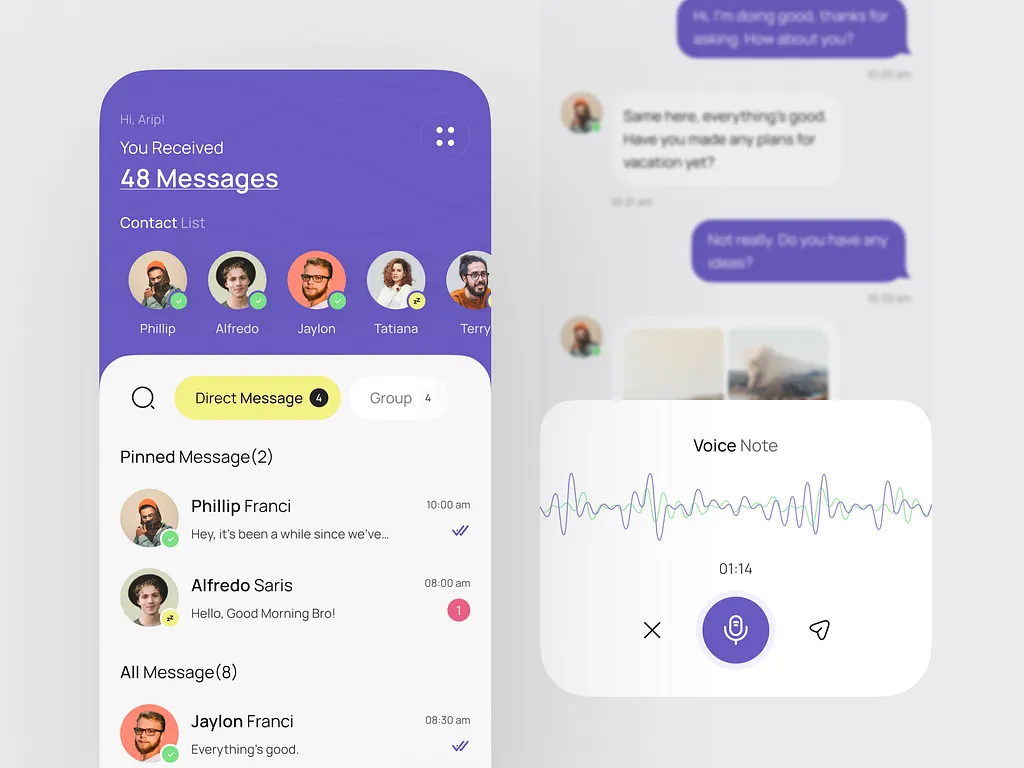 Hi, Arip!
You Received
48 Messages
Contact List
Phillip
Alfredo
Jaylon
Tatiana
Terry
Direct Message 4
Group 4
Pinned Message(2)
Phillip Franci
10:00 am
Hey, it's been a while since we've...
Alfredo Saris
08:00 am
Hello, Good Morning Bro!
1
All Message(8)
Jaylon Franci
08:30 am
Everything's good.
Hi, I'm doing good, thanks for
asking. How about you?
10:00 am
Same here, everything's good.
Have you made any plans for
vacation yet?
10:01 am
Not really. Do you have any
ideas?
10:02 am
Voice Note
01:14